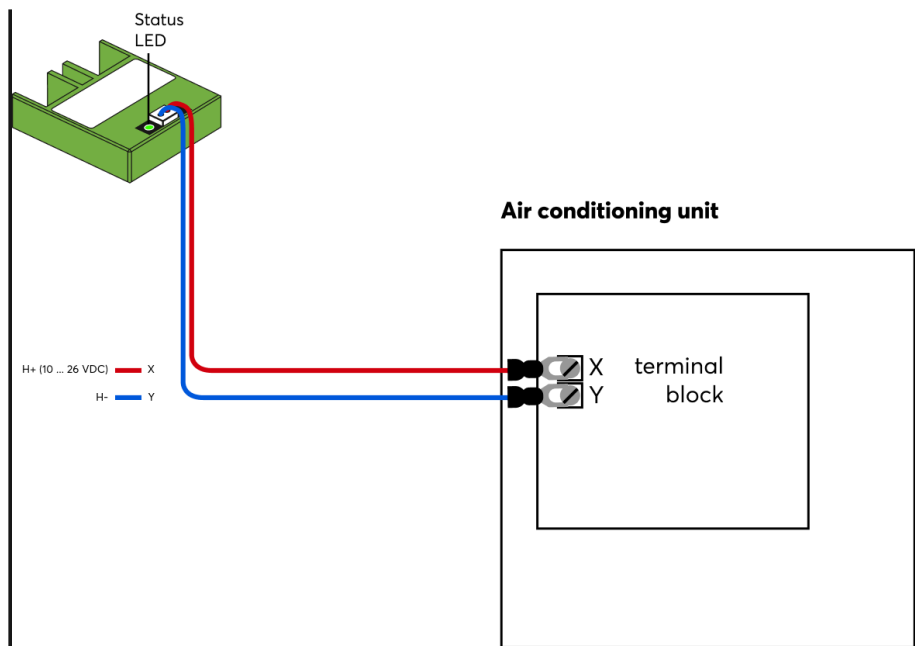 Status
LED
Air conditioning unit
H+ (10 ... 26 VDC) X
H- Y
X terminal
Y block